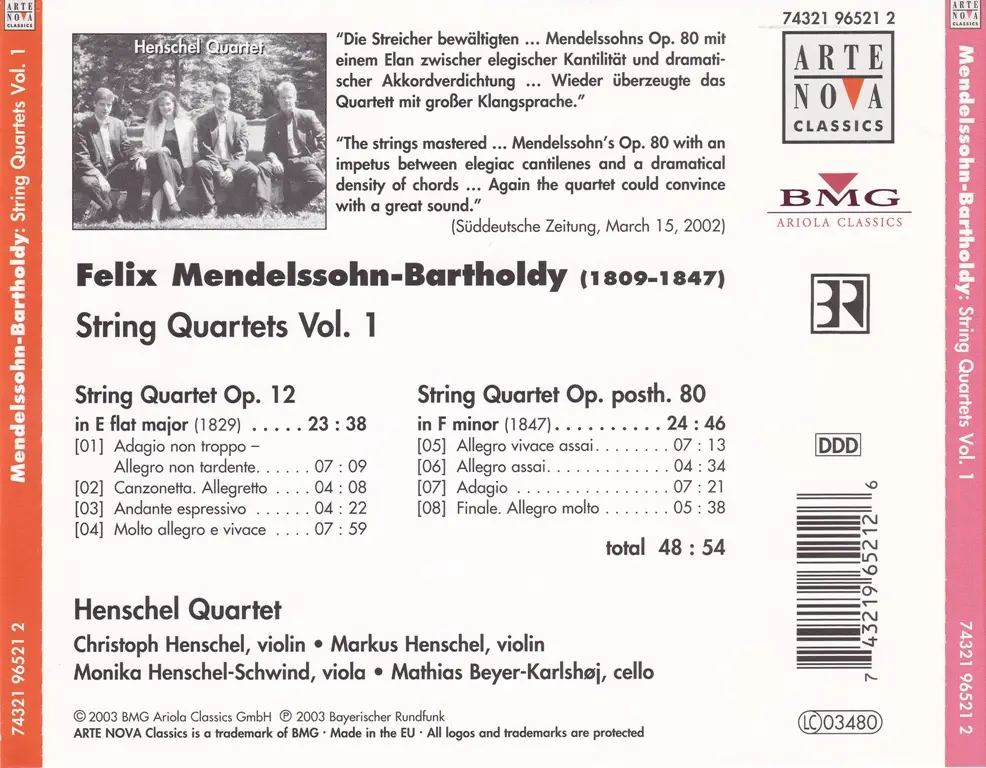 ARTE
NOVA
CLASSICS
Mendelssohn-Bartholdy: String Quartets Vol. 1
74321 96521 2
Henschel Quartet
“Die Streicher bewältigten ... Mendelssohns Op. 80 mit
einem Elan zwischer elegischer Kantilität und dramati-
scher Akkordverdichtung ... Wieder überzeugte das
Quartett mit großer Klangsprache.”
“The strings mastered ... Mendelssohn’s Op. 80 with an
impetus between elegiac cantilenes and a dramatical
density of chords ... Again the quartet could convince
with a great sound.”
(Süddeutsche Zeitung, March 15, 2002)
74321 96521 2
ARTE
NOVA
CLASSICS
BMG
ARIOLA CLASSICS
BR
Felix Mendelssohn-Bartholdy (1809–1847)
String Quartets Vol. 1
String Quartet Op. 12
in E flat major (1829) ..... 23 : 38
[01] Adagio non troppo –
Allegro non tardente...... 07 : 09
[02] Canzonetta. Allegretto .... 04 : 08
[03] Andante espressivo ...... 04 : 22
[04] Molto allegro e vivace .... 07 : 59
String Quartet Op. posth. 80
in F minor (1847).......... 24 : 46
[05] Allegro vivace assai........ 07 : 13
[06] Allegro assai............. 04 : 34
[07] Adagio ................ 07 : 21
[08] Finale. Allegro molto ....... 05 : 38
total 48 : 54
DDD
Henschel Quartet
Christoph Henschel, violin • Markus Henschel, violin
Monika Henschel-Schwind, viola • Mathias Beyer-Karlshøj, cello
© 2003 BMG Ariola Classics GmbH ℗ 2003 Bayerischer Rundfunk
ARTE NOVA Classics is a trademark of BMG · Made in the EU · All logos and trademarks are protected
7 43219 65212 6
LC 03480
ARTE
NOVA
CLASSICS
Mendelssohn-Bartholdy: String Quartets Vol. 1
74321 96521 2